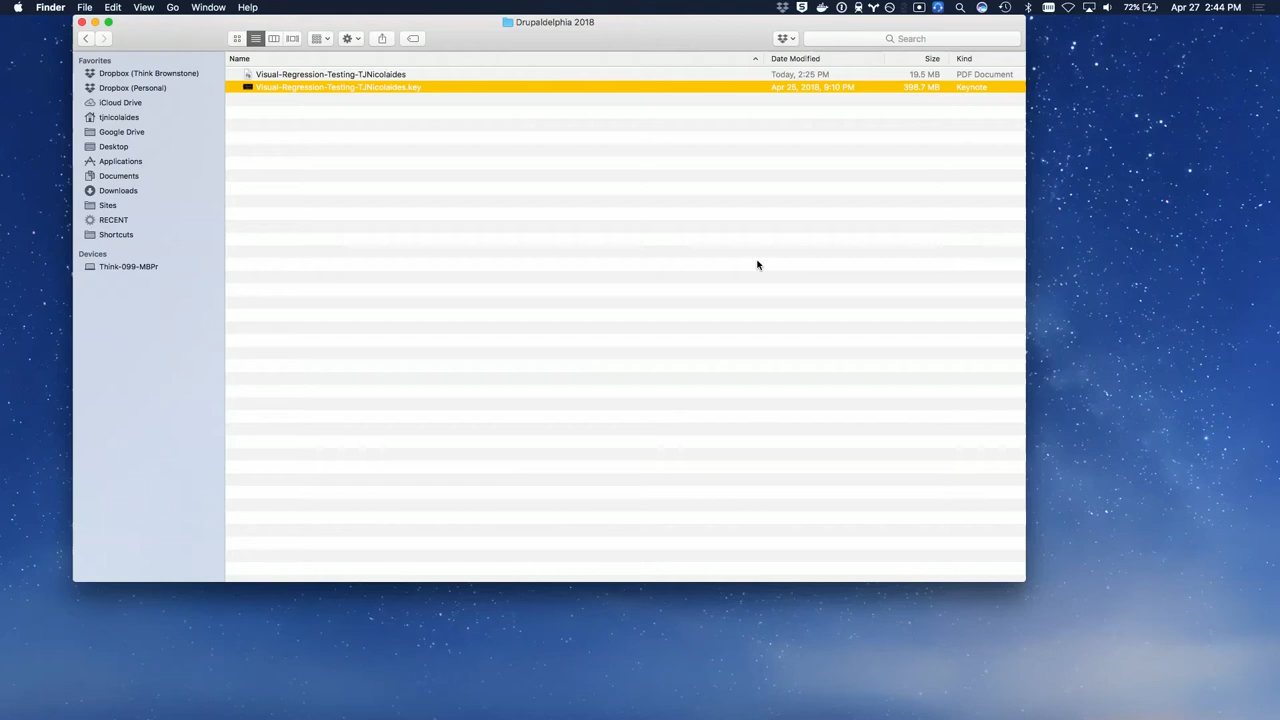 Finder File Edit View Go Window Help 72% Apr 27 2:44 PM
Drupaldelphia 2018
Search
Favorites
Dropbox (Think Brownstone)
Dropbox (Personal)
iCloud Drive
tjnicolaides
Google Drive
Desktop
Applications
Documents
Downloads
Sites
RECENT
Shortcuts
Devices
Think-099-MBPr
Name Date Modified Size Kind
Visual-Regression-Testing-TJNicolaides Today, 2:25 PM 19.5 MB PDF Document
Visual-Regression-Testing-TJNicolaides.key Apr 25, 2018, 9:10 PM 398.7 MB Keynote